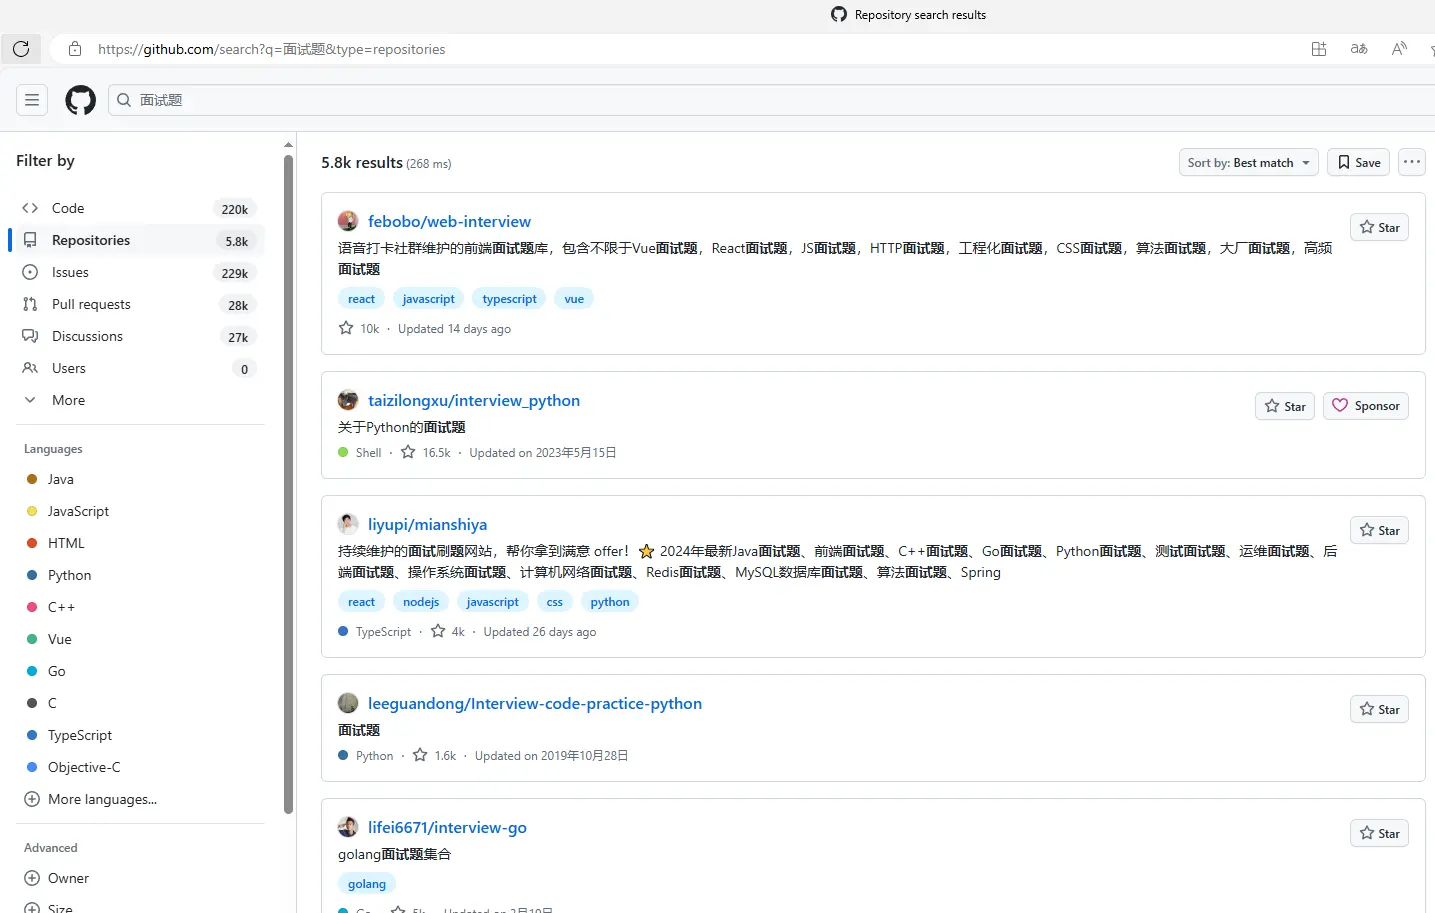 Repository search results
https://github.com/search?q=面试题&type=repositories
面试题
Filter by
Code 220k
Repositories 5.8k
Issues 229k
Pull requests 28k
Discussions 27k
Users 0
More
Languages
Java
JavaScript
HTML
Python
C++
Vue
Go
C
TypeScript
Objective-C
More languages...
Advanced
Owner
Size
5.8k results (268 ms)
Sort by: Best match
Save
febobo/web-interview
Star
语音打卡社群维护的前端面试题库，包含不限于Vue面试题，React面试题，JS面试题，HTTP面试题，工程化面试题，CSS面试题，算法面试题，大厂面试题，高频
面试题
react javascript typescript vue
10k · Updated 14 days ago
taizilongxu/interview_python
Star Sponsor
关于Python的面试题
Shell · 16.5k · Updated on 2023年5月15日
liyupi/mianshiya
Star
持续维护的面试刷题网站，帮你拿到满意 offer！⭐ 2024年最新Java面试题、前端面试题、C++面试题、Go面试题、Python面试题、测试面试题、运维面试题、后
端面试题、操作系统面试题、计算机网络面试题、Redis面试题、MySQL数据库面试题、算法面试题、Spring
react nodejs javascript css python
TypeScript · 4k · Updated 26 days ago
leeguandong/Interview-code-practice-python
Star
面试题
Python · 1.6k · Updated on 2019年10月28日
lifei6671/interview-go
Star
golang面试题集合
golang
Go · 5k · Updated on 2月19日